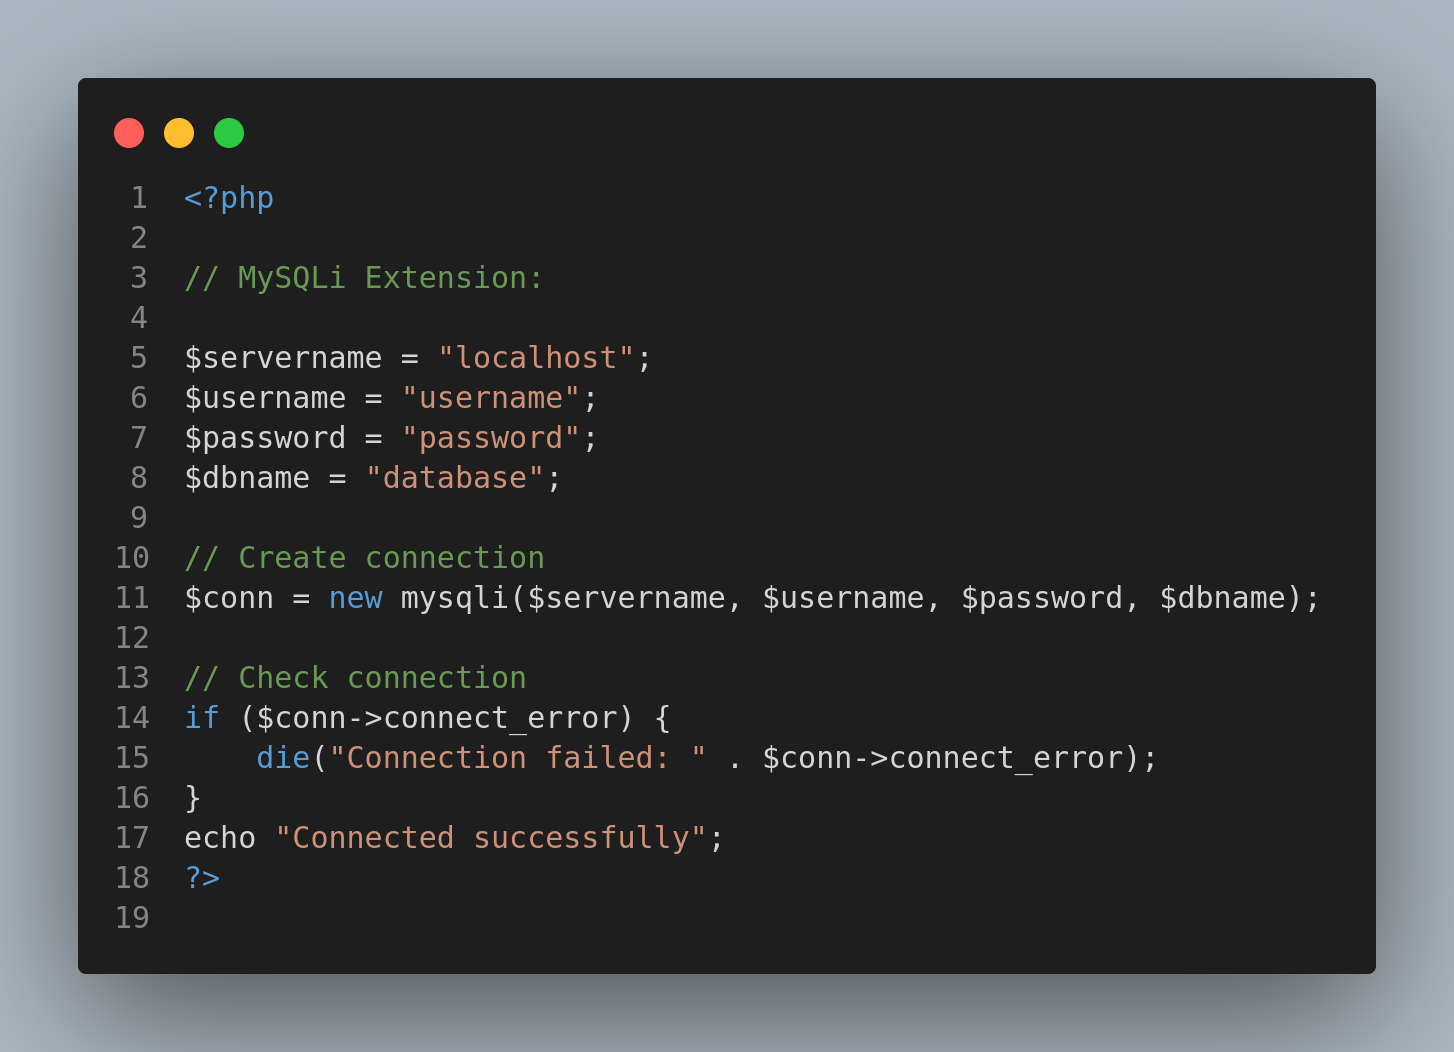 1 <?php
2
3 // MySQLi Extension:
4
5 $servername = "localhost";
6 $username = "username";
7 $password = "password";
8 $dbname = "database";
9
10 // Create connection
11 $conn = new mysqli($servername, $username, $password, $dbname);
12
13 // Check connection
14 if ($conn->connect_error) {
15     die("Connection failed: " . $conn->connect_error);
16 }
17 echo "Connected successfully";
18 ?>
19